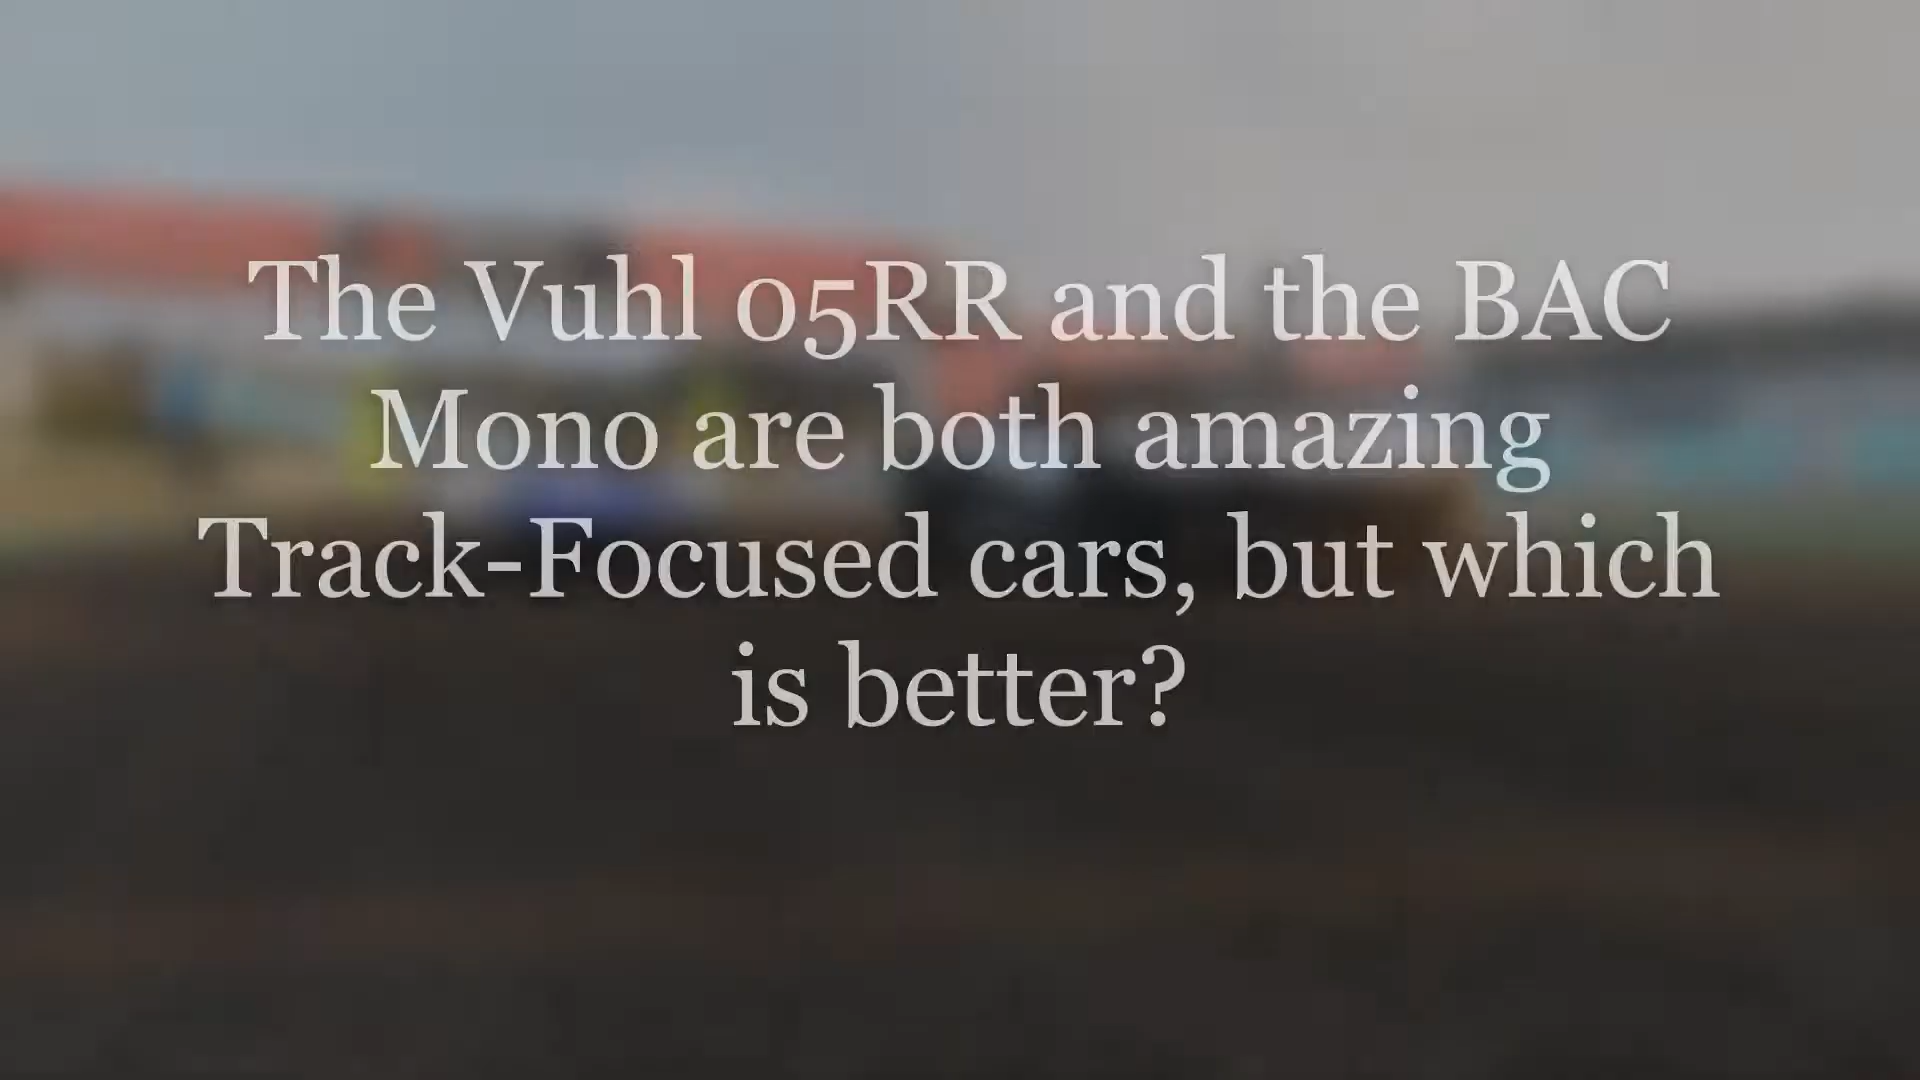 The Vuhl 05RR and the BAC
Mono are both amazing
Track-Focused cars, but which
is better?